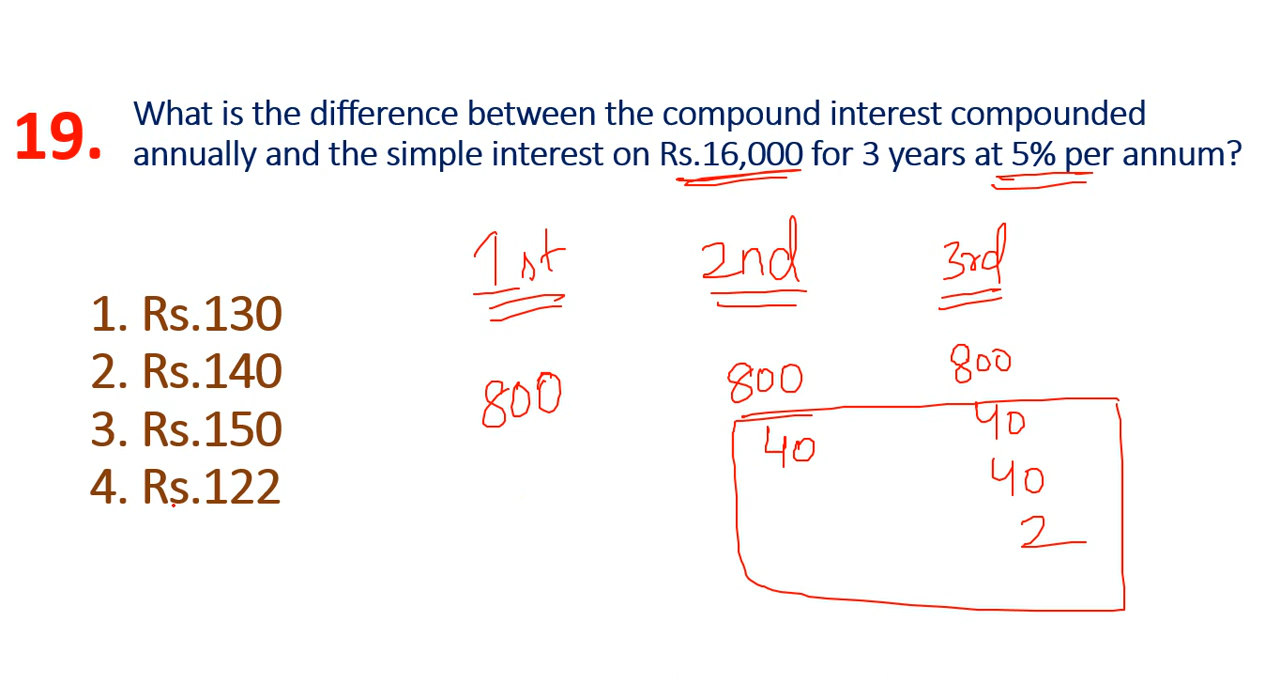 19.
What is the difference between the compound interest compounded
annually and the simple interest on Rs.16,000 for 3 years at 5% per annum?
1st 2nd 3rd
1. Rs.130
2. Rs.140
3. Rs.150
4. Rs.122
800 800 800
40 40
40
2